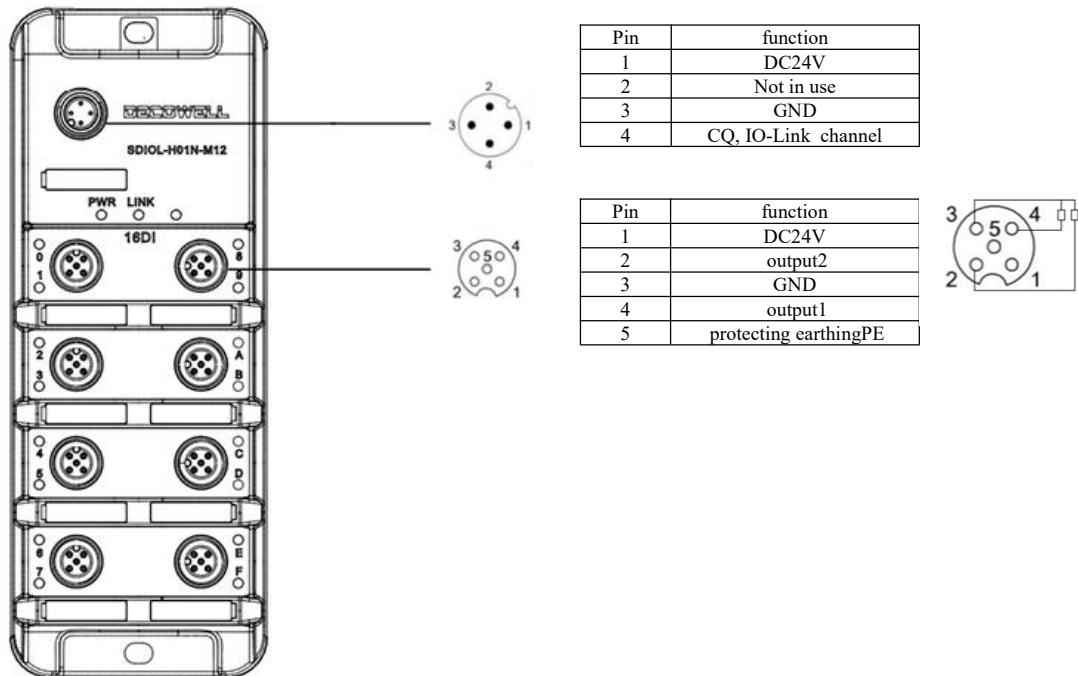 DECOWELL
SDIOL-H01N-M12
PWR LINK
16DI
0 8
1 9
2 A
3 B
4 C
5 D
6 E
7 F
2
3 1
4
3 4
5
2 1
Pin function
1 DC24V
2 Not in use
3 GND
4 CQ, IO-Link channel
Pin function
1 DC24V
2 output2
3 GND
4 output1
5 protecting earthingPE
3 4
5
2 1